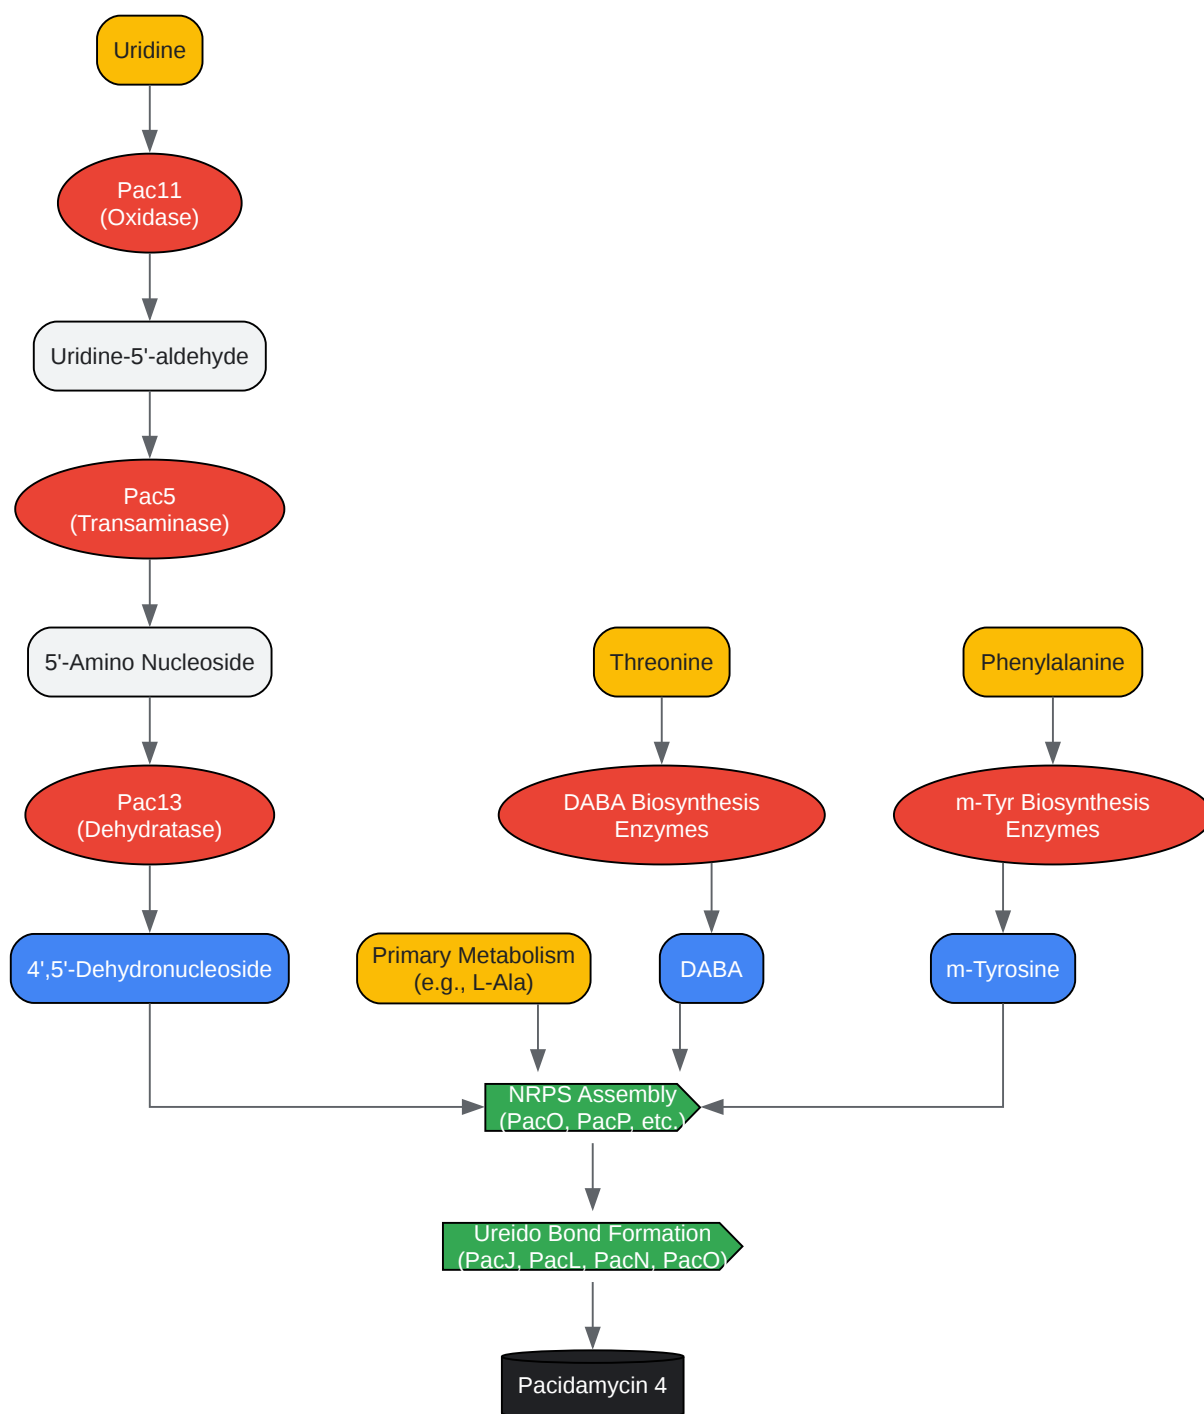 Uridine
Pac11
(Oxidase)
Uridine-5'-aldehyde
Pac5
(Transaminase)
5'-Amino Nucleoside
Threonine
Phenylalanine
Pac13
(Dehydratase)
DABA Biosynthesis
Enzymes
m-Tyr Biosynthesis
Enzymes
4',5'-Dehydronucleoside
Primary Metabolism
(e.g., L-Ala)
DABA
m-Tyrosine
NRPS Assembly
(PacO, PacP, etc.)
Ureido Bond Formation
(PacJ, PacL, PacN, PacO)
Pacidamycin 4